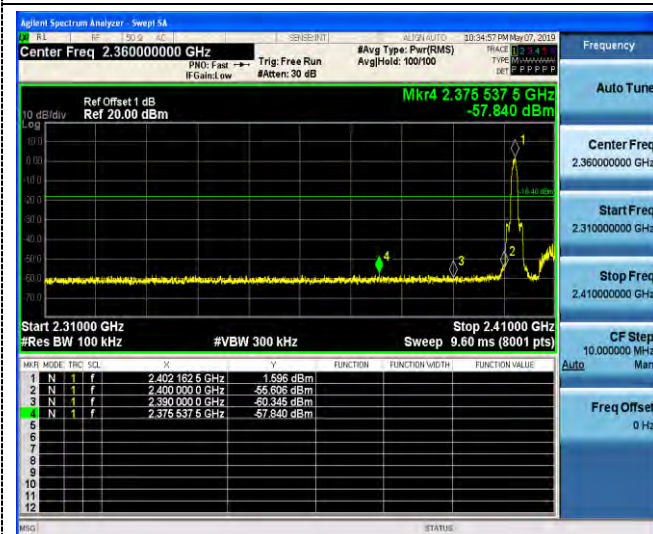 Agilent Spectrum Analyzer - Swept SA
RL RF 50 Ω AC SENSE:INT ALIGN AUTO 10:34:57 PM May 07, 2019
Center Freq 2.360000000 GHz
PNO: Fast
IFGain:Low
Trig: Free Run
#Atten: 30 dB
#Avg Type: Pwr(RMS)
Avg|Hold: 100/100
TRACE 1 2 3 4 5 6
TYPE M
DET P P P P P P
Frequency
Mkr4 2.375 537 5 GHz
-57.840 dBm
Ref Offset 1 dB
Ref 20.00 dBm
10 dB/div
Log
10.0
0.00
-10.0
-20.0
-30.0
-40.0
-50.0
-60.0
-70.0
-18.40 dBm
1
2
3
4
Start 2.31000 GHz Stop 2.41000 GHz
#Res BW 100 kHz #VBW 300 kHz Sweep 9.60 ms (8001 pts)
MKR MODE TRC SCL X Y FUNCTION FUNCTION WIDTH FUNCTION VALUE
1 N 1 f 2.402 162 5 GHz 1.596 dBm
2 N 1 f 2.400 000 0 GHz -55.606 dBm
3 N 1 f 2.390 000 0 GHz -60.345 dBm
4 N 1 f 2.375 537 5 GHz -57.840 dBm
5
6
7
8
9
10
11
12
MSG STATUS
Auto Tune
Center Freq
2.360000000 GHz
Start Freq
2.310000000 GHz
Stop Freq
2.410000000 GHz
CF Step
10.000000 MHz
Auto Man
Freq Offset
0 Hz